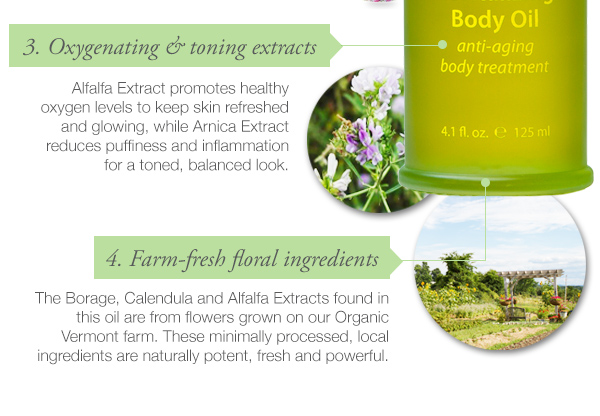 Body Oil
anti-aging
body treatment
4.1 fl. oz. ℮ 125 ml
3. Oxygenating & toning extracts
Alfalfa Extract promotes healthy
oxygen levels to keep skin refreshed
and glowing, while Arnica Extract
reduces puffiness and inflammation
for a toned, balanced look.
4. Farm-fresh floral ingredients
The Borage, Calendula and Alfalfa Extracts found in
this oil are from flowers grown on our Organic
Vermont farm. These minimally processed, local
ingredients are naturally potent, fresh and powerful.